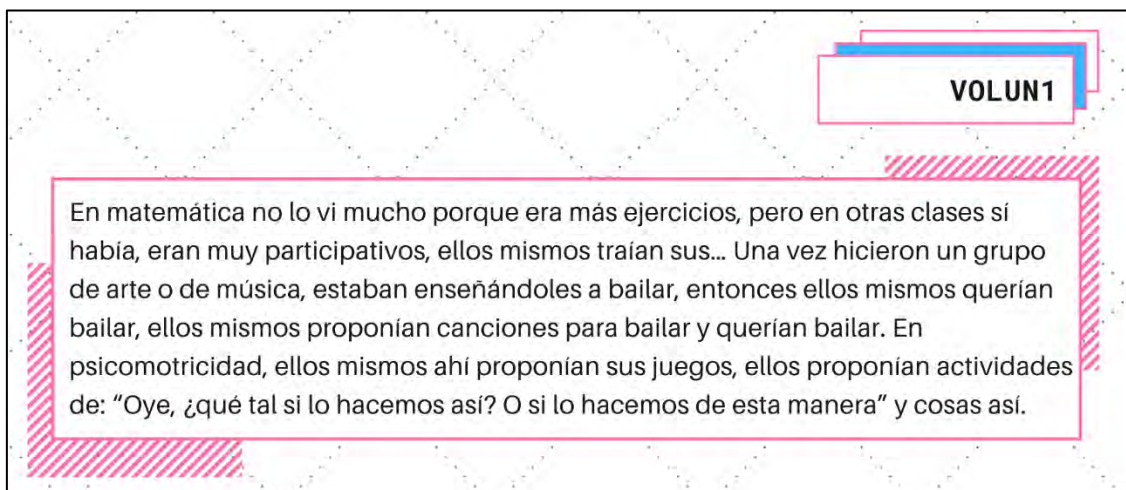 VOLUN1
En matemática no lo vi mucho porque era más ejercicios, pero en otras clases sí
había, eran muy participativos, ellos mismos traían sus... Una vez hicieron un grupo
de arte o de música, estaban enseñándoles a bailar, entonces ellos mismos querían
bailar, ellos mismos proponían canciones para bailar y querían bailar. En
psicomotricidad, ellos mismos ahí proponían sus juegos, ellos proponían actividades
de: “Oye, ¿qué tal si lo hacemos así? O si lo hacemos de esta manera” y cosas así.